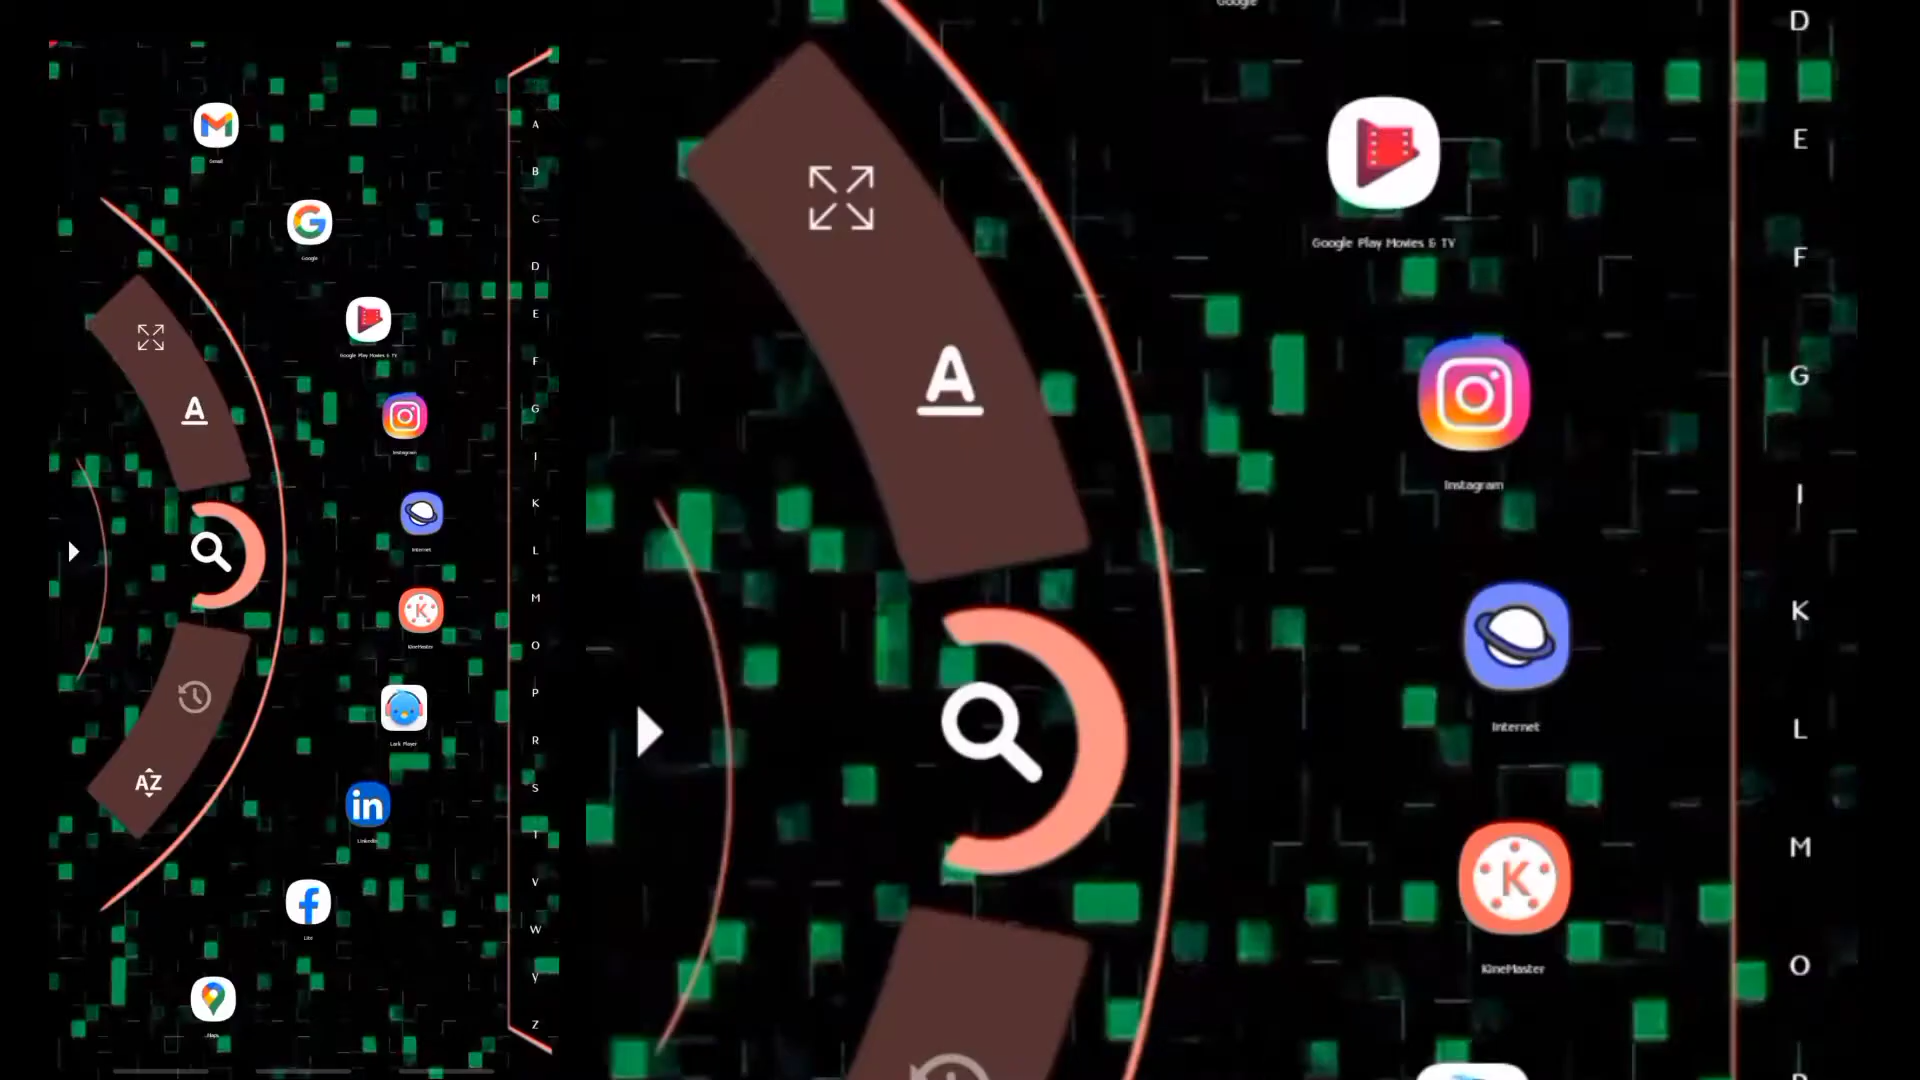 Gmail
Google
Google Play Movies & TV
Instagram
Internet
KineMaster
Lark Player
LinkedIn
Lite
Maps
A
A
B
C
D
E
F
G
I
K
L
M
O
P
R
S
T
V
W
Y
Z
AZ
in
K
Google
Google Play Movies & TV
Instagram
Internet
KineMaster
A
K
D
E
F
G
I
K
L
M
O